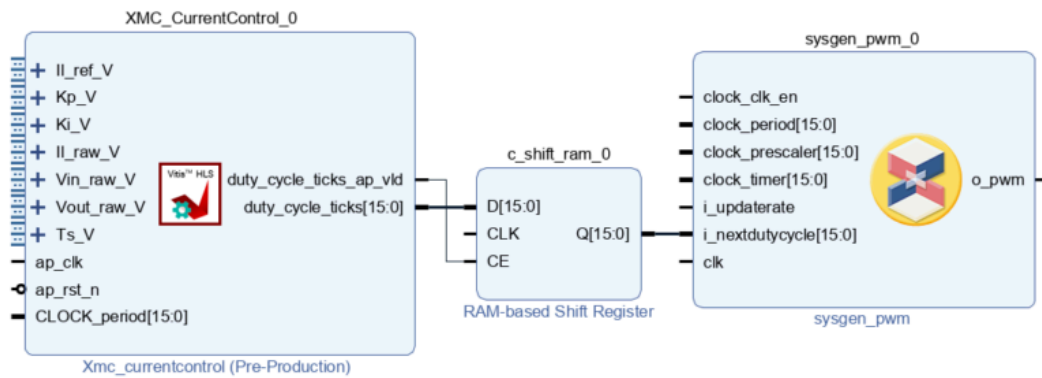 XMC_CurrentControl_0
Il_ref_V
Kp_V
Ki_V
Il_raw_V
Vin_raw_V
Vout_raw_V
Ts_V
ap_clk
ap_rst_n
CLOCK_period[15:0]
Vitis™ HLS
duty_cycle_ticks_ap_vld
duty_cycle_ticks[15:0]
Xmc_currentcontrol (Pre-Production)
c_shift_ram_0
D[15:0]
CLK
CE
Q[15:0]
RAM-based Shift Register
sysgen_pwm_0
clock_clk_en
clock_period[15:0]
clock_prescaler[15:0]
clock_timer[15:0]
i_updaterate
i_nextdutycycle[15:0]
clk
o_pwm
sysgen_pwm